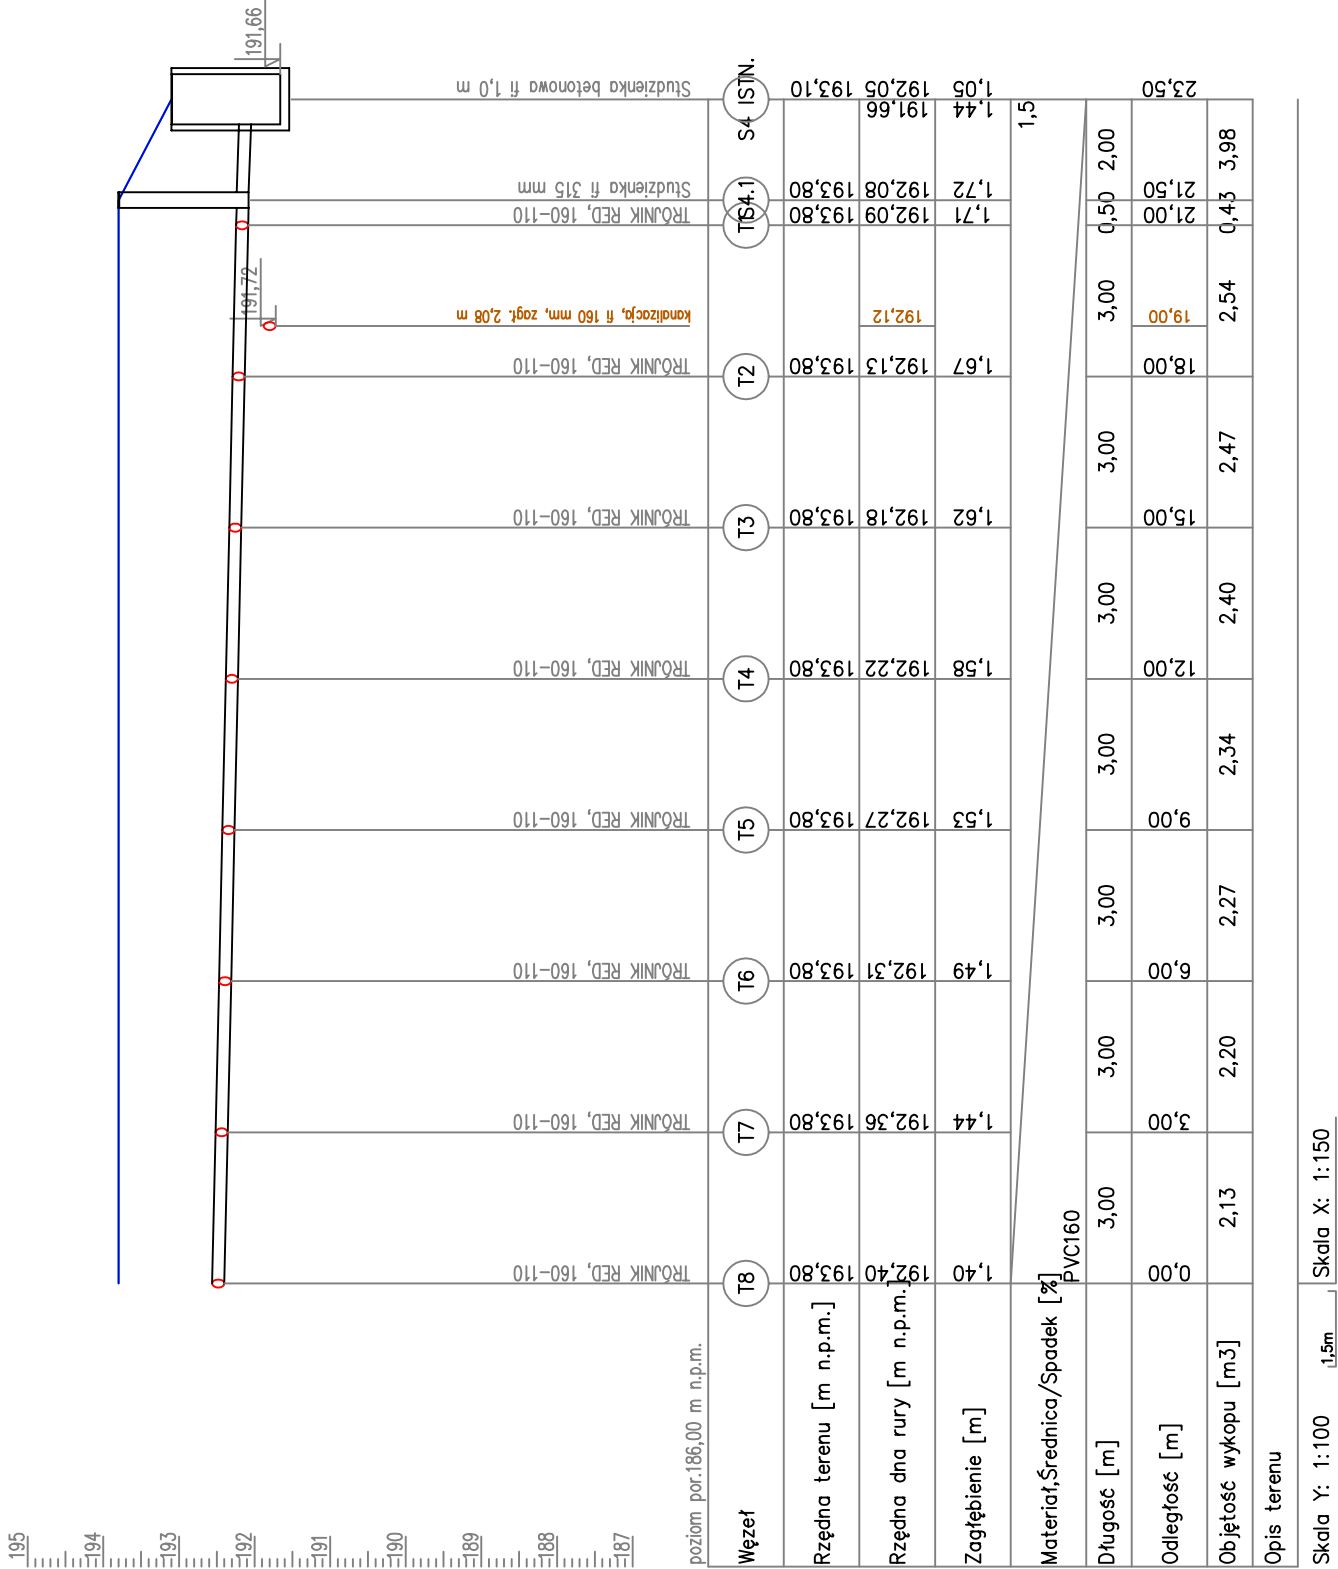 195
194
193
192
191
190
189
188
187
191,66
191,72
TRÓJNIK RED, 160-110
TRÓJNIK RED, 160-110
TRÓJNIK RED, 160-110
TRÓJNIK RED, 160-110
TRÓJNIK RED, 160-110
TRÓJNIK RED, 160-110
TRÓJNIK RED, 160-110
kanalizacja, fi 160 mm, zagł. 2,08 m
TRÓJNIK RED, 160-110
Studzienka fi 315 mm
Studzienka betonowa fi 1,0 m
poziom por.186,00 m n.p.m.
Węzeł T8 T7 T6 T5 T4 T3 T2 T1 S4.1 S4 ISTN.
Rzędna terenu [m n.p.m.] 193,80 193,80 193,80 193,80 193,80 193,80 193,80 193,80 193,80 193,10
Rzędna dna rury [m n.p.m.] 192,40 192,36 192,31 192,27 192,22 192,18 192,13 192,12 192,09 192,08 191,66 192,05
Zagłębienie [m] 1,40 1,44 1,49 1,53 1,58 1,62 1,67 1,71 1,72 1,44 1,05
Materiał,Średnica/Spadek [%] PVC160 1,5
Długość [m] 3,00 3,00 3,00 3,00 3,00 3,00 3,00 0,50 2,00
Odległość [m] 0,00 3,00 6,00 9,00 12,00 15,00 18,00 19,00 21,00 21,50 23,50
Objętość wykopu [m3] 2,13 2,20 2,27 2,34 2,40 2,47 2,54 0,43 3,98
Opis terenu
Skala Y: 1:100 1,5m Skala X: 1:150